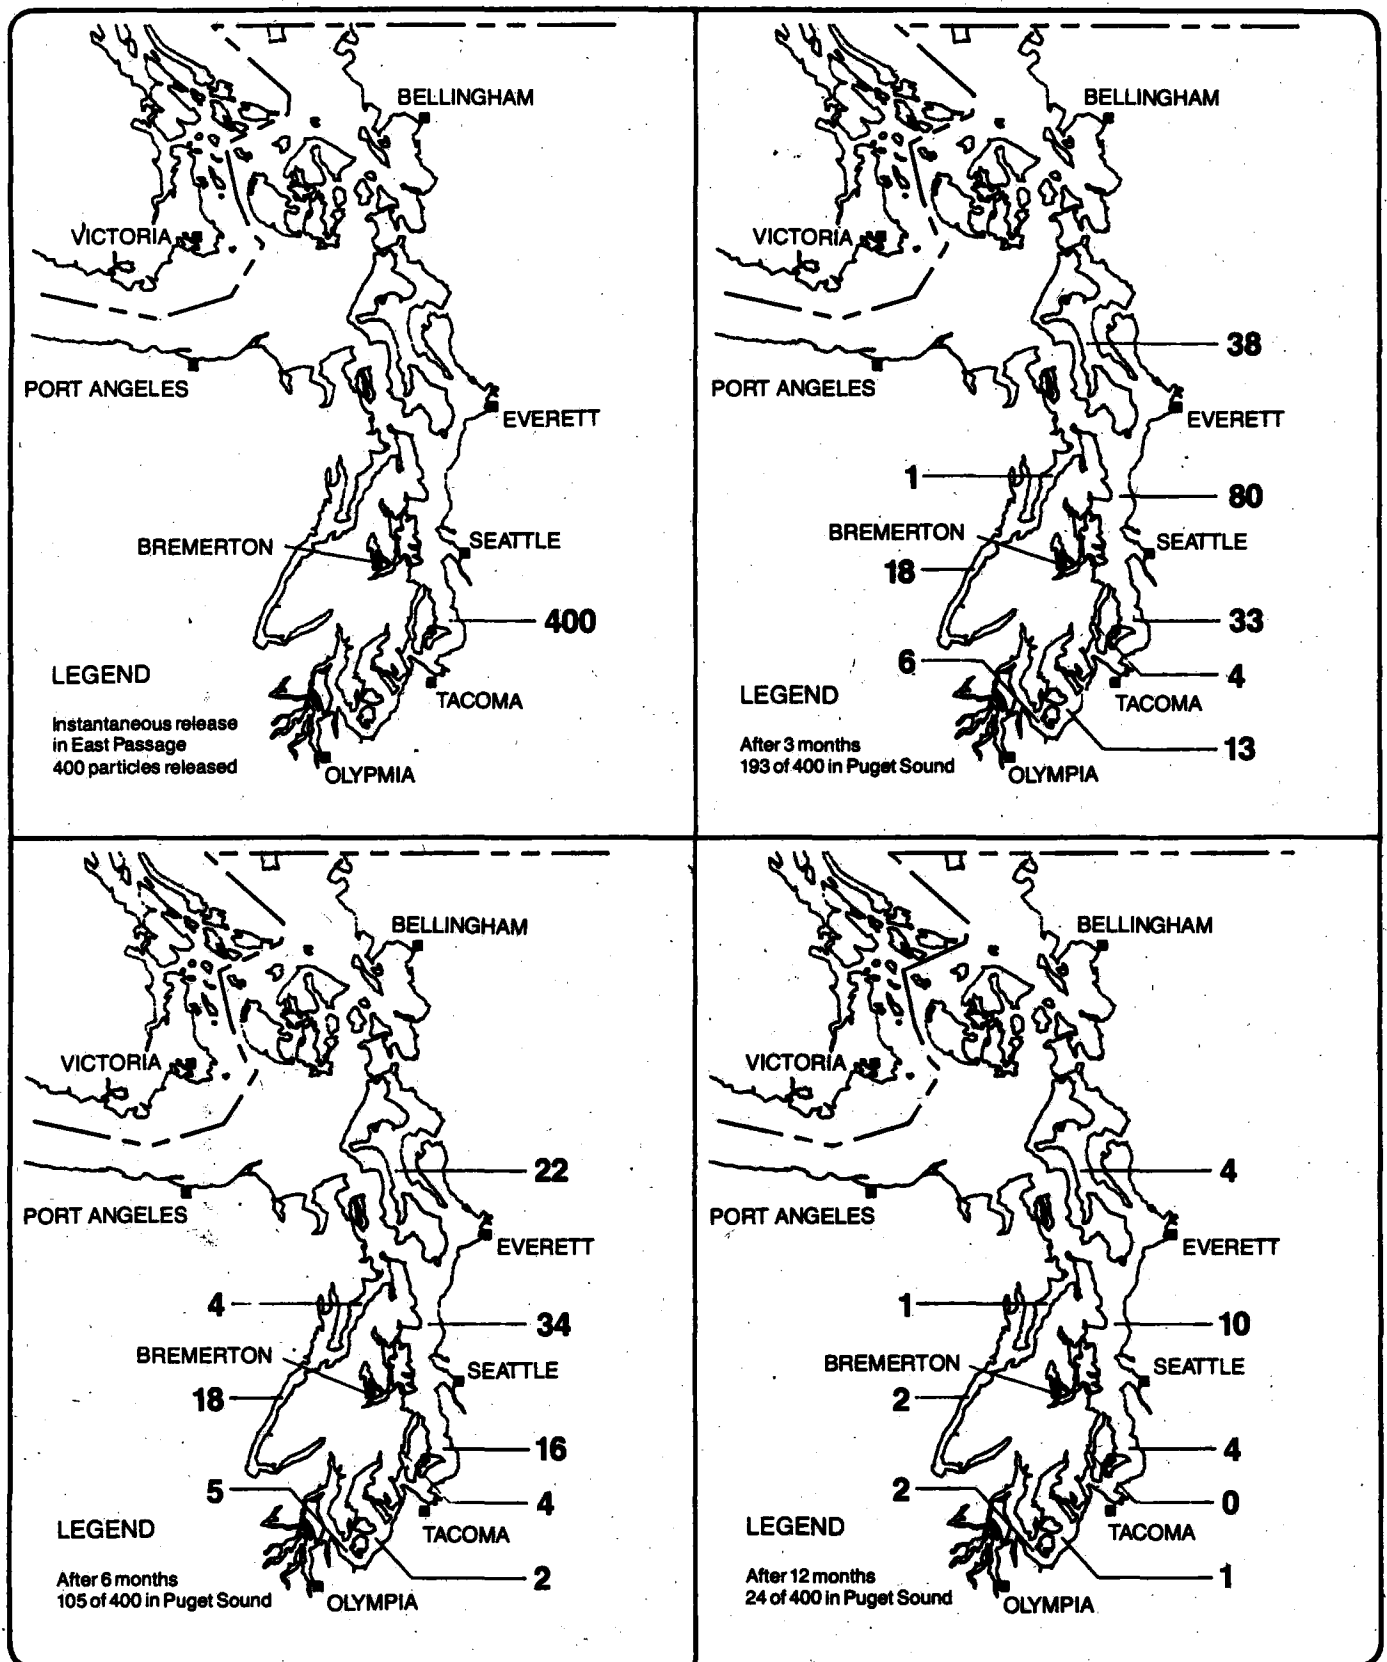 BELLINGHAM
VICTORIA
PORT ANGELES
EVERETT
BREMERTON
SEATTLE
400
LEGEND
TACOMA
Instantaneous release
in East Passage
400 particles released
OLYPMIA
BELLINGHAM
VICTORIA
38
PORT ANGELES
EVERETT
1
80
BREMERTON
SEATTLE
18
33
6
4
LEGEND
TACOMA
After 3 months
193 of 400 in Puget Sound
13
OLYMPIA
BELLINGHAM
VICTORIA
22
PORT ANGELES
EVERETT
4
34
BREMERTON
SEATTLE
18
16
5
4
LEGEND
TACOMA
After 6 months
105 of 400 in Puget Sound
2
OLYMPIA
BELLINGHAM
VICTORIA
4
PORT ANGELES
EVERETT
1
10
BREMERTON
SEATTLE
2
4
2
0
LEGEND
TACOMA
After 12 months
24 of 400 in Puget Sound
1
OLYMPIA